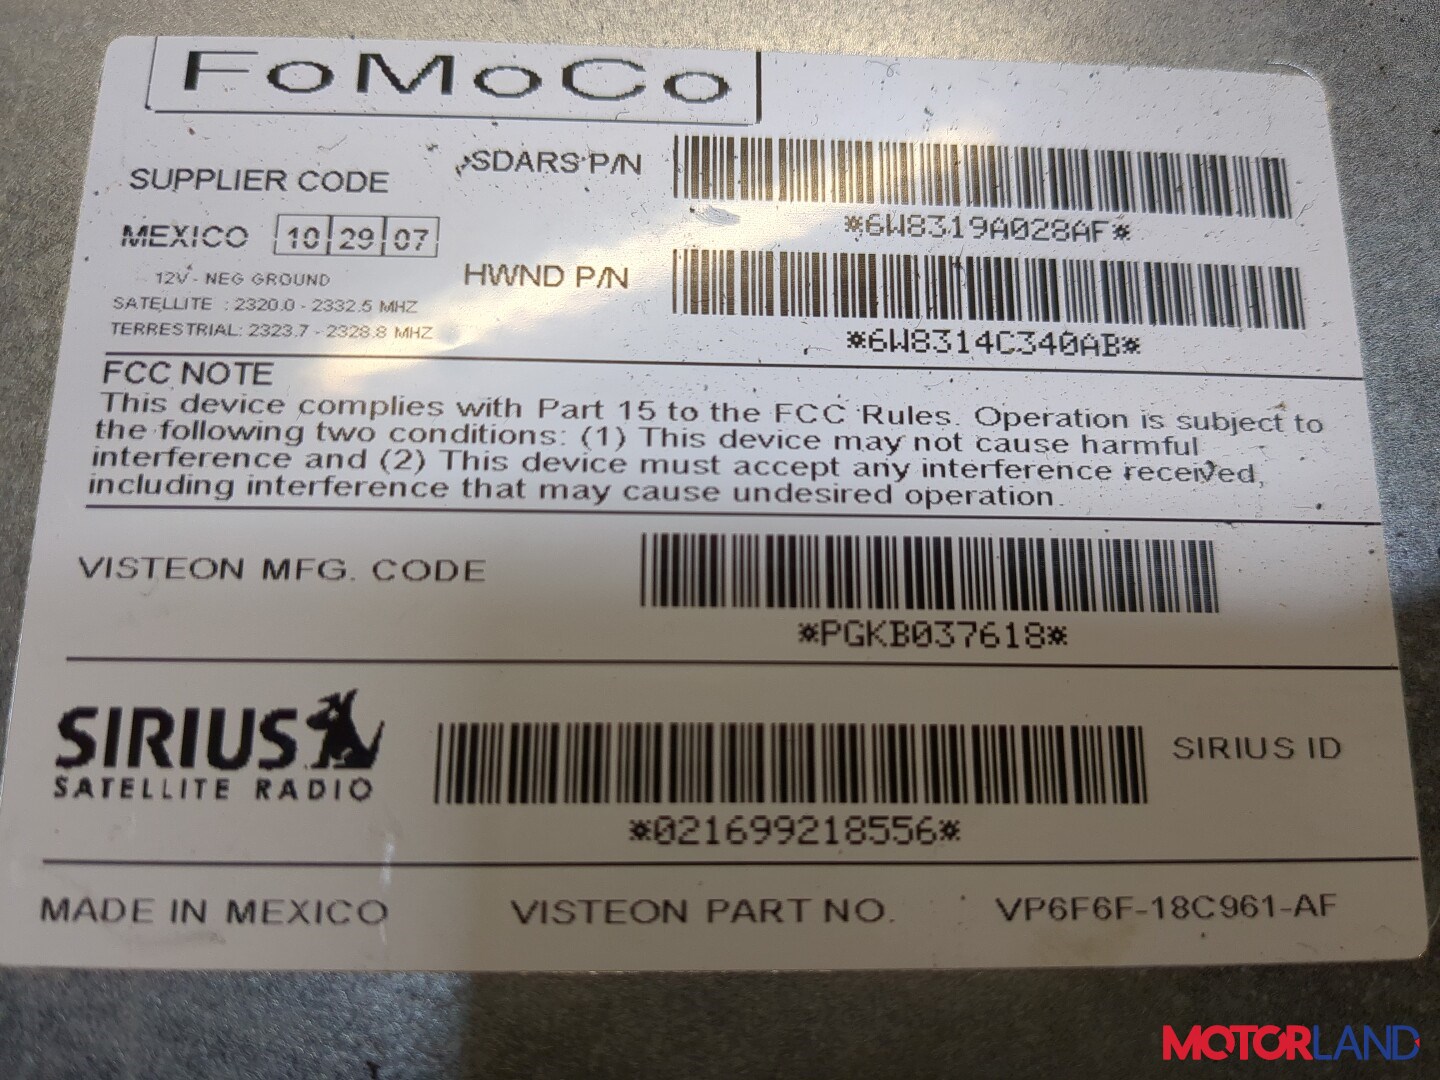 FoMoCo
SUPPLIER CODE
SDARS P/N
*6W8319A028AF*
MEXICO 10 29 07
12V - NEG GROUND
HWND P/N
*6W8314C340AB*
SATELLITE : 2320.0 - 2332.5 MHZ
TERRESTRIAL: 2323.7 - 2328.8 MHZ
FCC NOTE
This device complies with Part 15 to the FCC Rules. Operation is subject to
the following two conditions: (1) This device may not cause harmful
interference and (2) This device must accept any interference received,
including interference that may cause undesired operation.
VISTEON MFG. CODE
*PGKB037618*
SIRIUS
SATELLITE RADIO
SIRIUS ID
*021699218556*
MADE IN MEXICO VISTEON PART NO. VP6F6F-18C961-AF
MOTORLAND